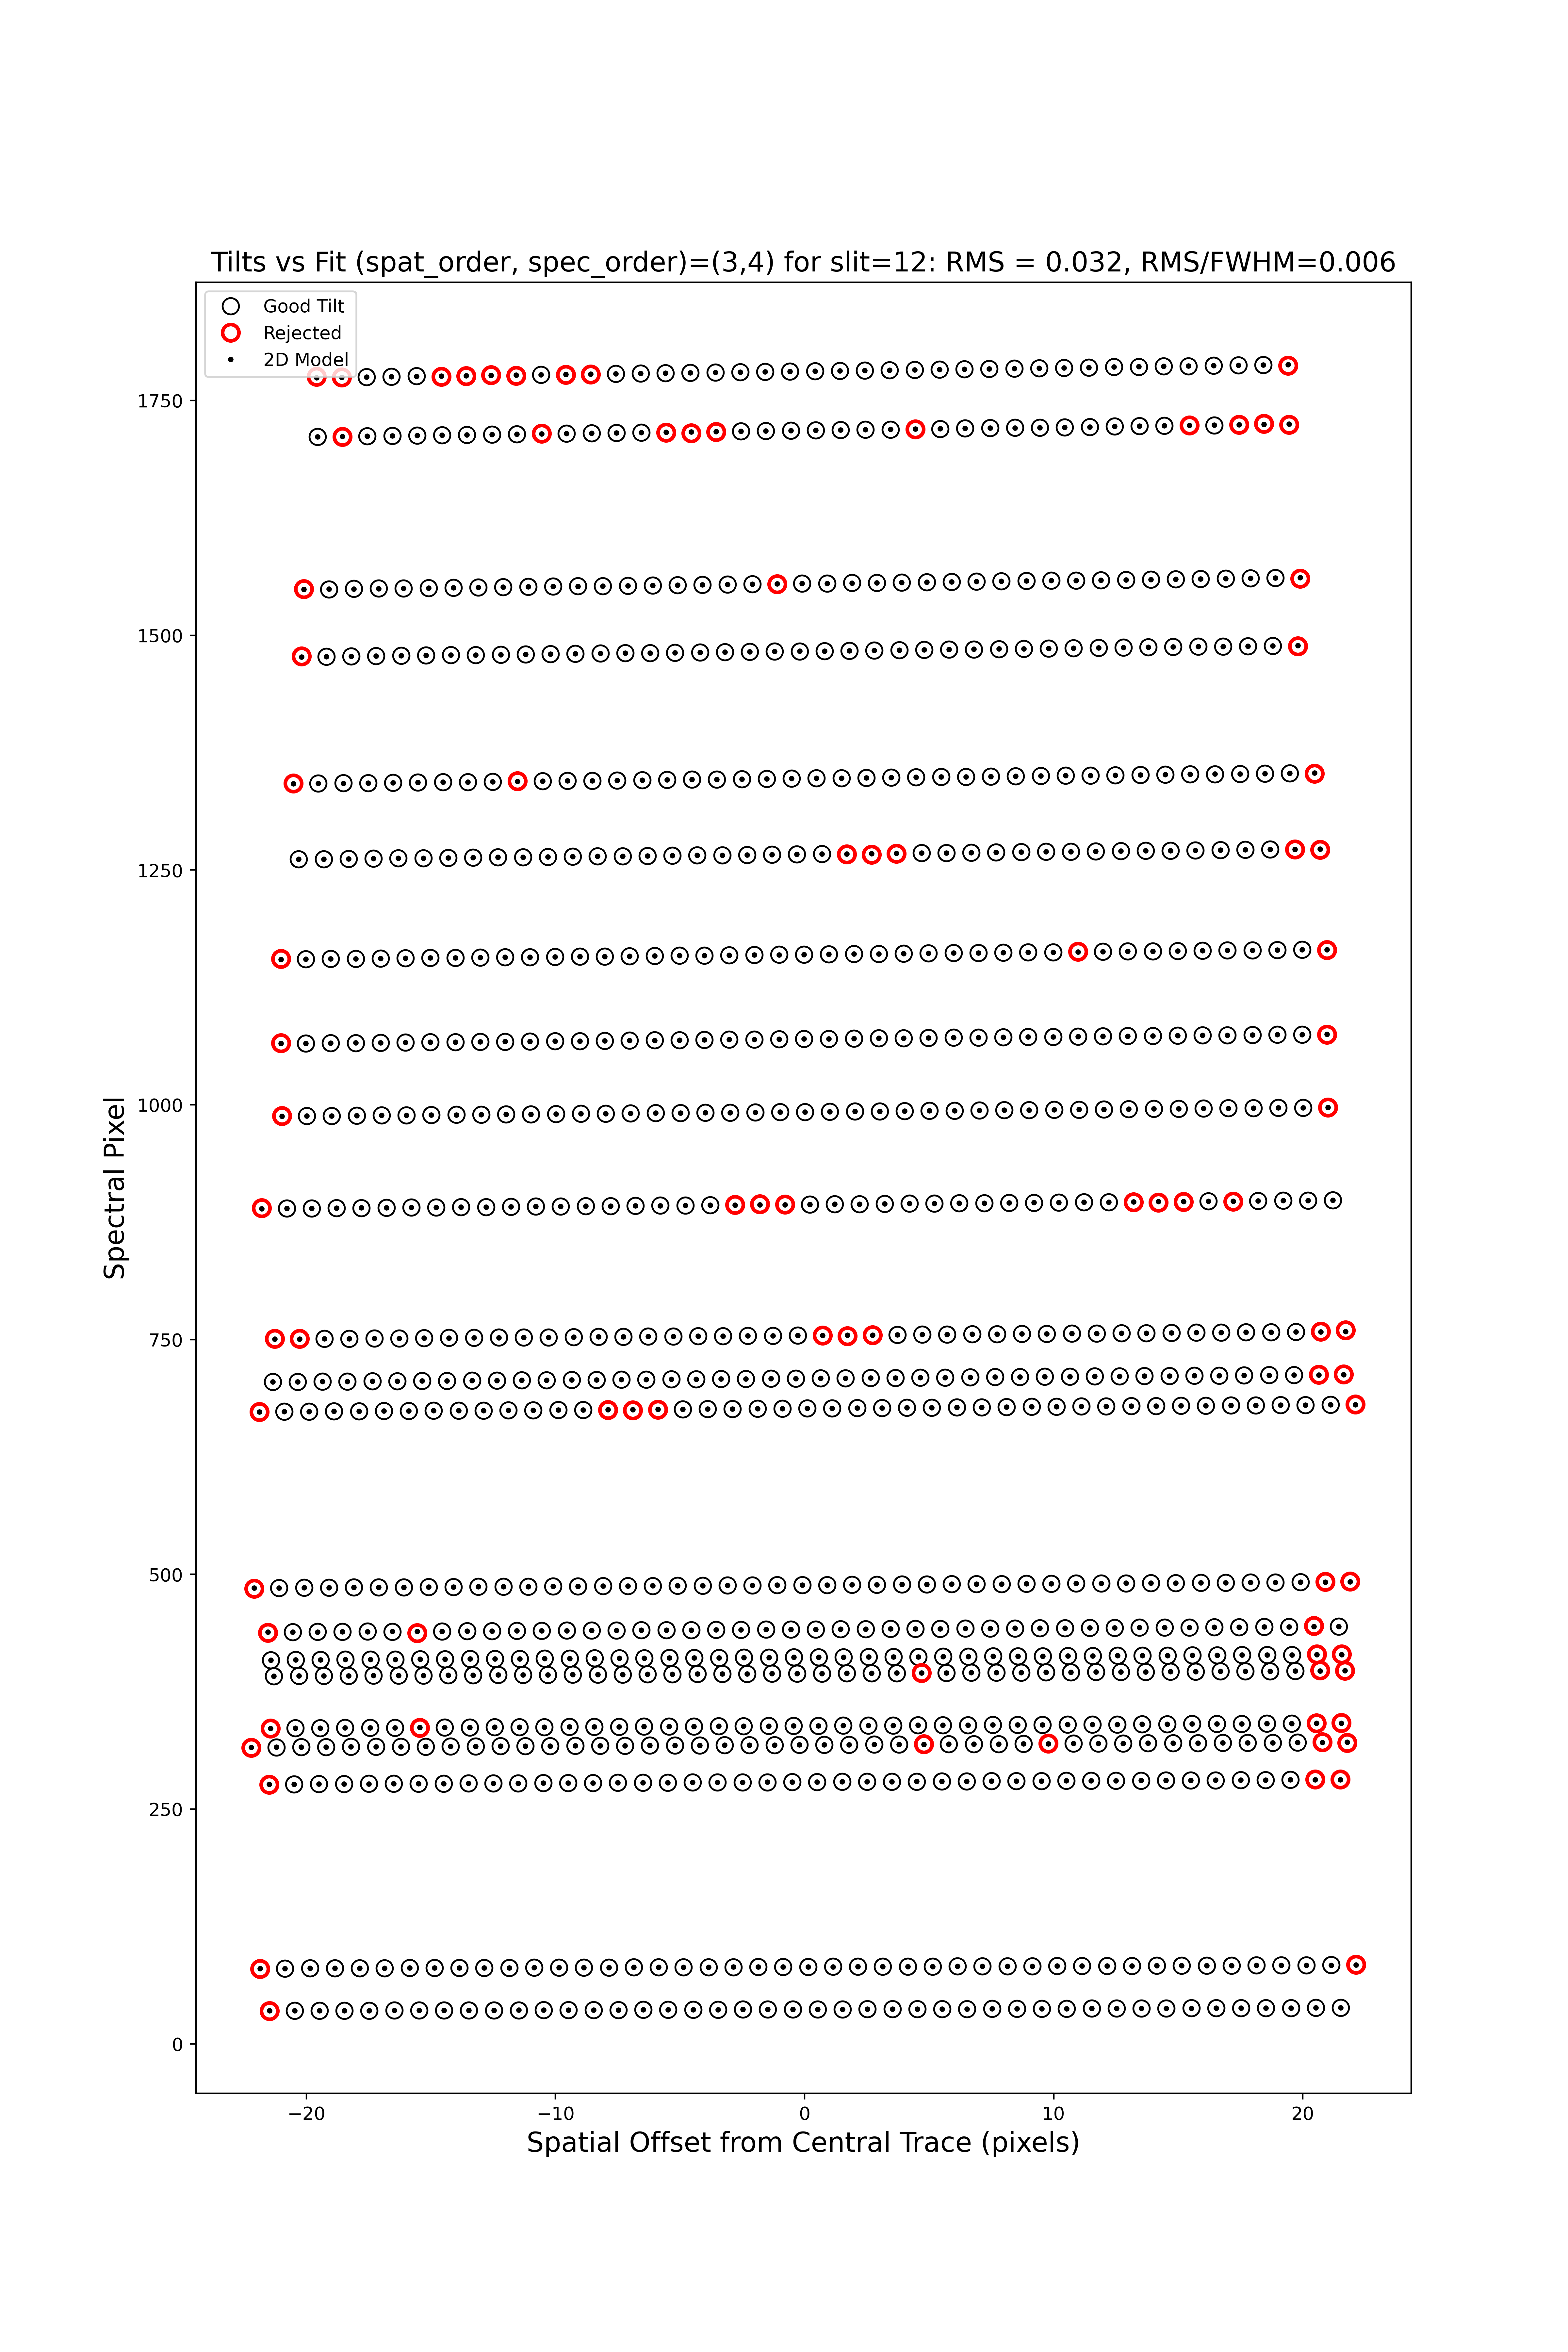 Tilts vs Fit (spat_order, spec_order)=(3,4) for slit=12: RMS = 0.032, RMS/FWHM=0.006
Good Tilt
Rejected
2D Model
1750
1500
1250
1000
750
500
250
0
Spectral Pixel
−20
−10
0
10
20
Spatial Offset from Central Trace (pixels)